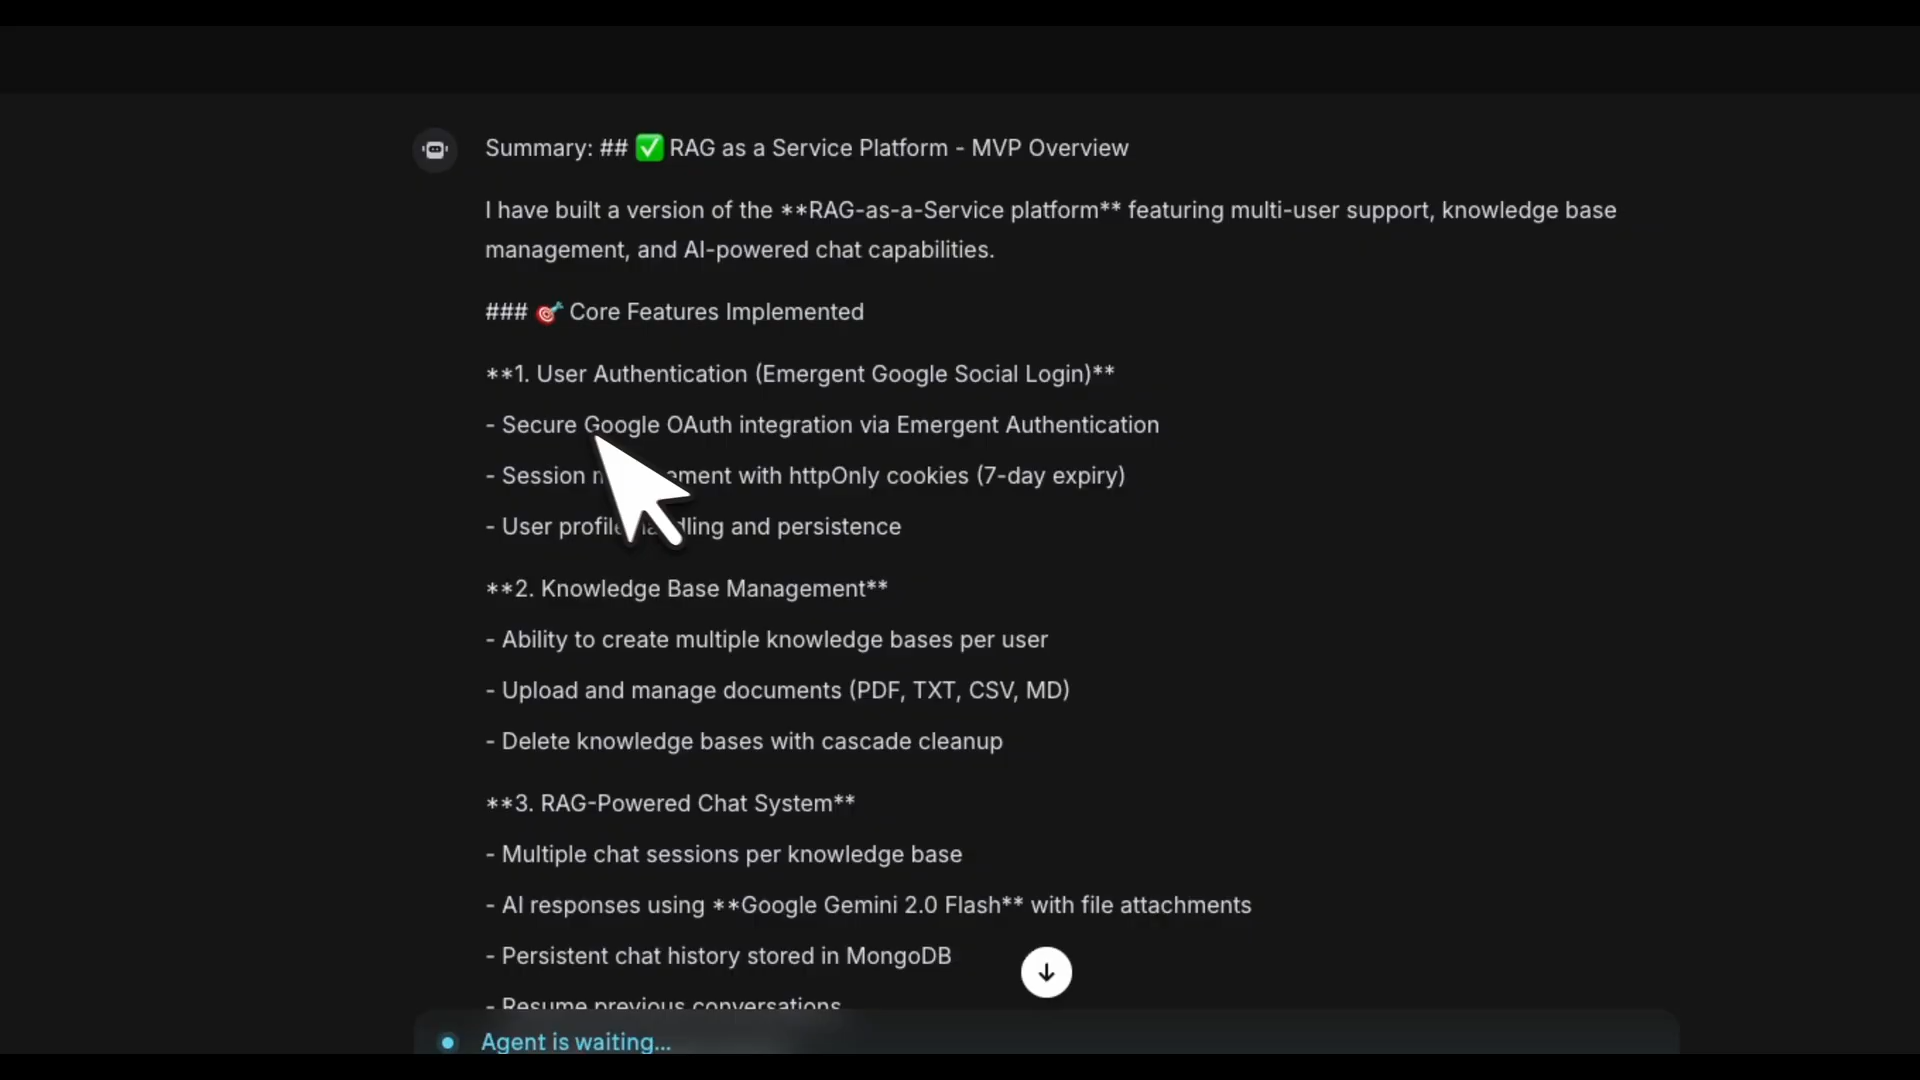 Summary: ## ✅ RAG as a Service Platform - MVP Overview
I have built a version of the **RAG-as-a-Service platform** featuring multi-user support, knowledge base
management, and AI-powered chat capabilities.
### 🎯 Core Features Implemented
**1. User Authentication (Emergent Google Social Login)**
- Secure Google OAuth integration via Emergent Authentication
- Session with httpOnly cookies (7-day expiry)
- User and persistence
**2. Knowledge Base Management**
- Ability to create multiple knowledge bases per user
- Upload and manage documents (PDF, TXT, CSV, MD)
- Delete knowledge bases with cascade cleanup
**3. RAG-Powered Chat System**
- Multiple chat sessions per knowledge base
- AI responses using **Google Gemini 2.0 Flash** with file attachments
- Persistent chat history stored in MongoDB
- Resume previous conversations
Agent is waiting...